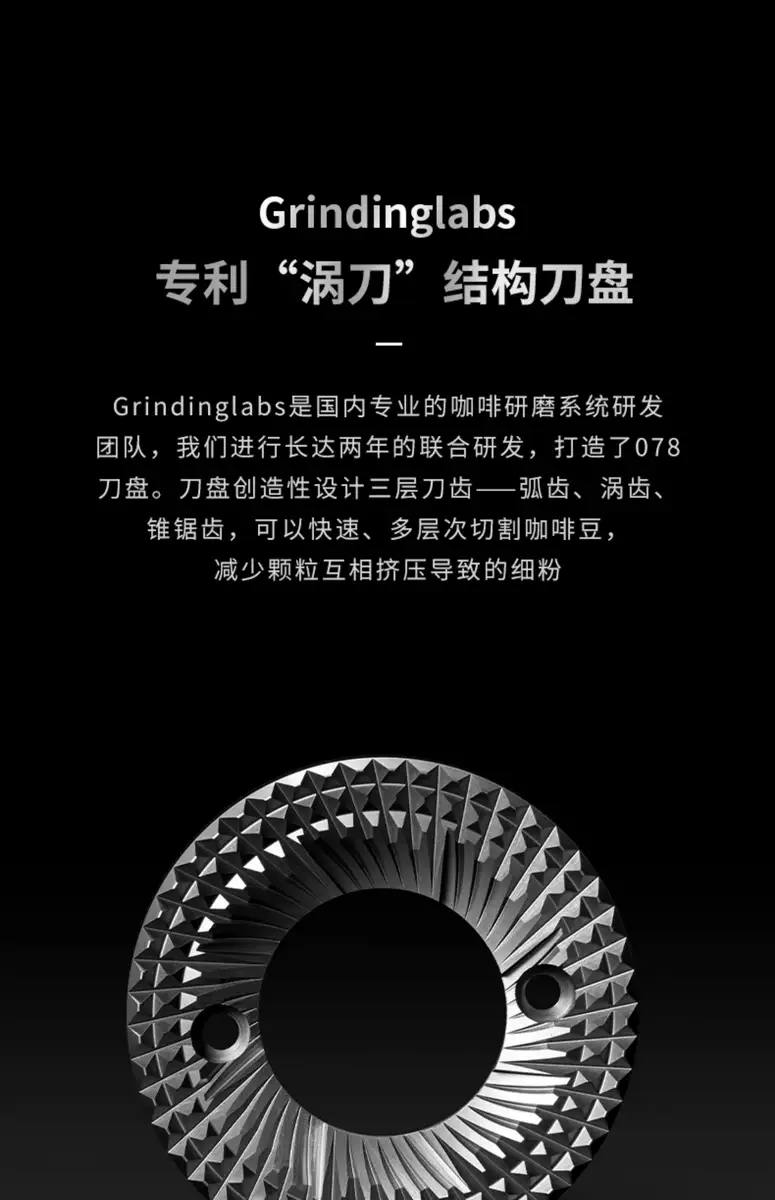 Grindinglabs
专利“涡刀”结构刀盘
Grindinglabs是国内专业的咖啡研磨系统研发
团队，我们进行长达两年的联合研发，打造了078
刀盘。刀盘创造性设计三层刀齿——弧齿、涡齿、
锥锯齿，可以快速、多层次切割咖啡豆，
减少颗粒互相挤压导致的细粉